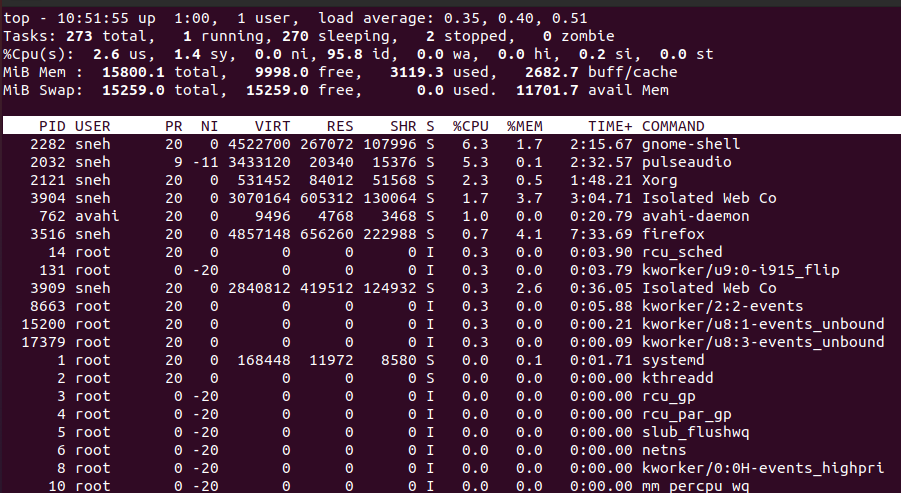 top - 10:51:55 up  1:00,  1 user,  load average: 0.35, 0.40, 0.51
Tasks: 273 total,   1 running, 270 sleeping,   2 stopped,   0 zombie
%Cpu(s):  2.6 us,  1.4 sy,  0.0 ni, 95.8 id,  0.0 wa,  0.0 hi,  0.2 si,  0.0 st
MiB Mem :  15800.1 total,   9998.0 free,   3119.3 used,   2682.7 buff/cache
MiB Swap:  15259.0 total,  15259.0 free,      0.0 used.  11701.7 avail Mem
PID USER      PR  NI    VIRT    RES    SHR S  %CPU  %MEM     TIME+ COMMAND
2282 sneh      20   0 4522700 267072 107996 S   6.3   1.7   2:15.67 gnome-shell
2032 sneh       9 -11 3433120  20340  15376 S   5.3   0.1   2:32.57 pulseaudio
2121 sneh      20   0  531452  84012  51568 S   2.3   0.5   1:48.21 Xorg
3904 sneh      20   0 3070164 605312 130064 S   1.7   3.7   3:04.71 Isolated Web Co
762 avahi     20   0    9496   4768   3468 S   1.0   0.0   0:20.79 avahi-daemon
3516 sneh      20   0 4857148 656260 222988 S   0.7   4.1   7:33.69 firefox
14 root      20   0       0      0      0 I   0.3   0.0   0:03.90 rcu_sched
131 root       0 -20       0      0      0 I   0.3   0.0   0:03.79 kworker/u9:0-i915_flip
3909 sneh      20   0 2840812 419512 124932 S   0.3   2.6   0:36.05 Isolated Web Co
8663 root      20   0       0      0      0 I   0.3   0.0   0:05.88 kworker/2:2-events
15200 root      20   0       0      0      0 I   0.3   0.0   0:00.21 kworker/u8:1-events_unbound
17379 root      20   0       0      0      0 I   0.3   0.0   0:00.09 kworker/u8:3-events_unbound
1 root      20   0  168448  11972   8580 S   0.0   0.1   0:01.71 systemd
2 root      20   0       0      0      0 S   0.0   0.0   0:00.00 kthreadd
3 root       0 -20       0      0      0 I   0.0   0.0   0:00.00 rcu_gp
4 root       0 -20       0      0      0 I   0.0   0.0   0:00.00 rcu_par_gp
5 root       0 -20       0      0      0 I   0.0   0.0   0:00.00 slub_flushwq
6 root       0 -20       0      0      0 I   0.0   0.0   0:00.00 netns
8 root       0 -20       0      0      0 I   0.0   0.0   0:00.00 kworker/0:0H-events_highpri
10 root       0 -20       0      0      0 I   0.0   0.0   0:00.00 mm_percpu_wq